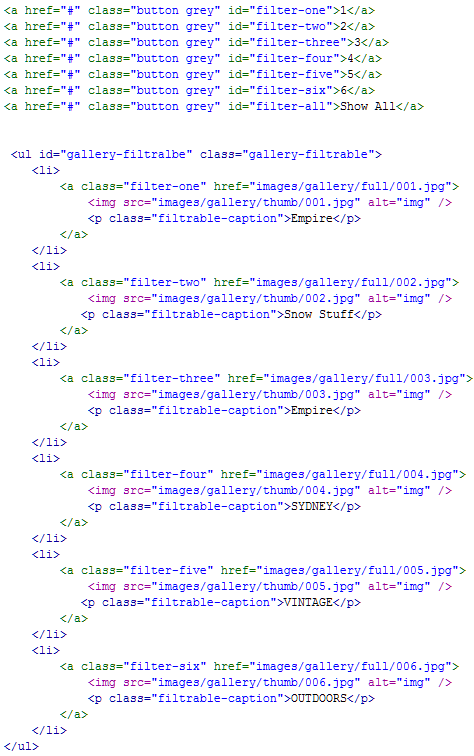 <a href="#" class="button grey" id="filter-one">1</a>
<a href="#" class="button grey" id="filter-two">2</a>
<a href="#" class="button grey" id="filter-three">3</a>
<a href="#" class="button grey" id="filter-four">4</a>
<a href="#" class="button grey" id="filter-five">5</a>
<a href="#" class="button grey" id="filter-six">6</a>
<a href="#" class="button grey" id="filter-all">Show All</a>
<ul id="gallery-filtralbe" class="gallery-filtrable">
<li>
<a class="filter-one" href="images/gallery/full/001.jpg">
<img src="images/gallery/thumb/001.jpg" alt="img" />
<p class="filtrable-caption">Empire</p>
</a>
</li>
<li>
<a class="filter-two" href="images/gallery/full/002.jpg">
<img src="images/gallery/thumb/002.jpg" alt="img" />
<p class="filtrable-caption">Snow Stuff</p>
</a>
</li>
<li>
<a class="filter-three" href="images/gallery/full/003.jpg">
<img src="images/gallery/thumb/003.jpg" alt="img" />
<p class="filtrable-caption">Empire</p>
</a>
</li>
<li>
<a class="filter-four" href="images/gallery/full/004.jpg">
<img src="images/gallery/thumb/004.jpg" alt="img" />
<p class="filtrable-caption">SYDNEY</p>
</a>
</li>
<li>
<a class="filter-five" href="images/gallery/full/005.jpg">
<img src="images/gallery/thumb/005.jpg" alt="img" />
<p class="filtrable-caption">VINTAGE</p>
</a>
</li>
<li>
<a class="filter-six" href="images/gallery/full/006.jpg">
<img src="images/gallery/thumb/006.jpg" alt="img" />
<p class="filtrable-caption">OUTDOORS</p>
</a>
</li>
</ul>